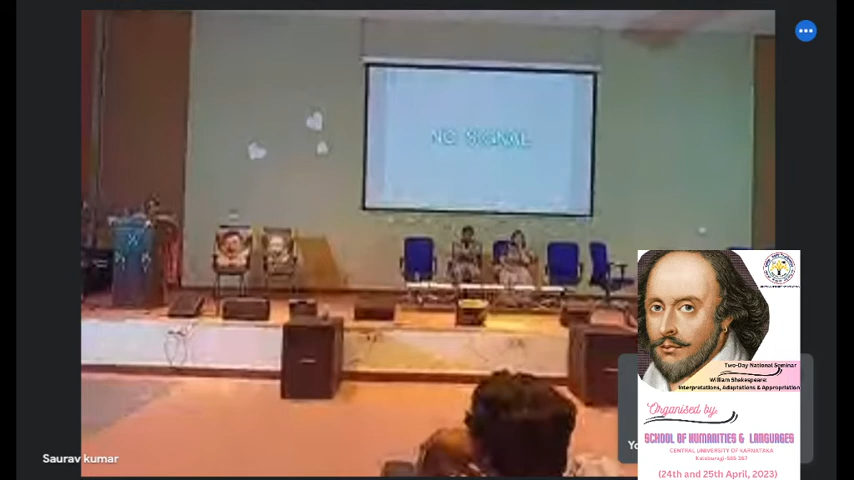 NO SIGNAL
Two-Day National Seminar
William Shakespeare:
Interpretations, Adaptations & Appropriation
Organised by,
SCHOOL OF HUMANITIES & LANGUAGES
CENTRAL UNIVERSITY OF KARNATAKA
(24th and 25th April, 2023)
Saurav kumar